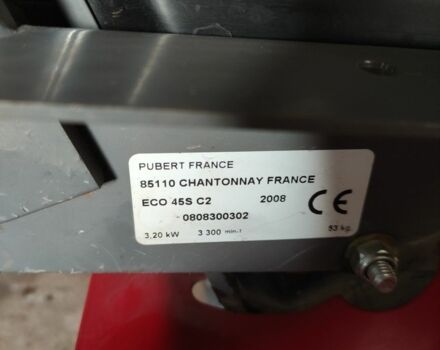 PUBERT FRANCE
85110 CHANTONNAY FRANCE
ECO 45S C2 2008 CE
0808300302
3,20 kW 3 300 min-1 53 kg